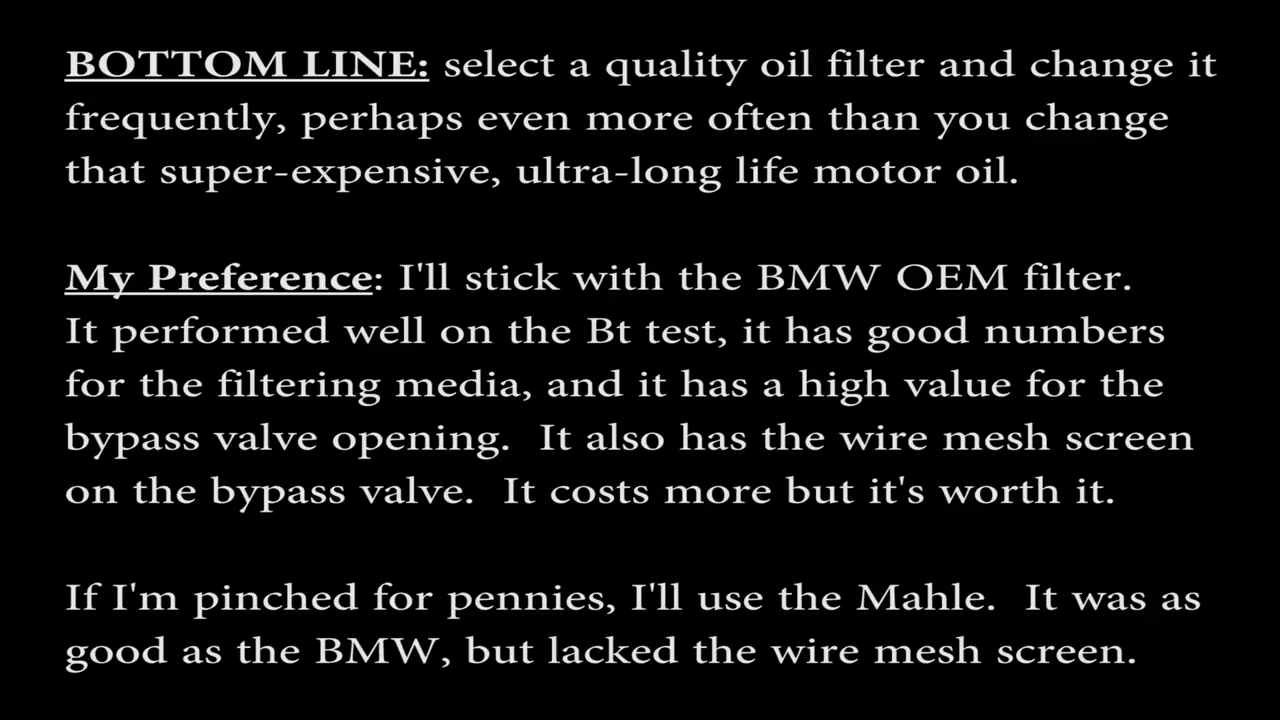 BOTTOM LINE: select a quality oil filter and change it
frequently, perhaps even more often than you change
that super-expensive, ultra-long life motor oil.
My Preference: I'll stick with the BMW OEM filter.
It performed well on the Bt test, it has good numbers
for the filtering media, and it has a high value for the
bypass valve opening.  It also has the wire mesh screen
on the bypass valve.  It costs more but it's worth it.
If I'm pinched for pennies, I'll use the Mahle.  It was as
good as the BMW, but lacked the wire mesh screen.